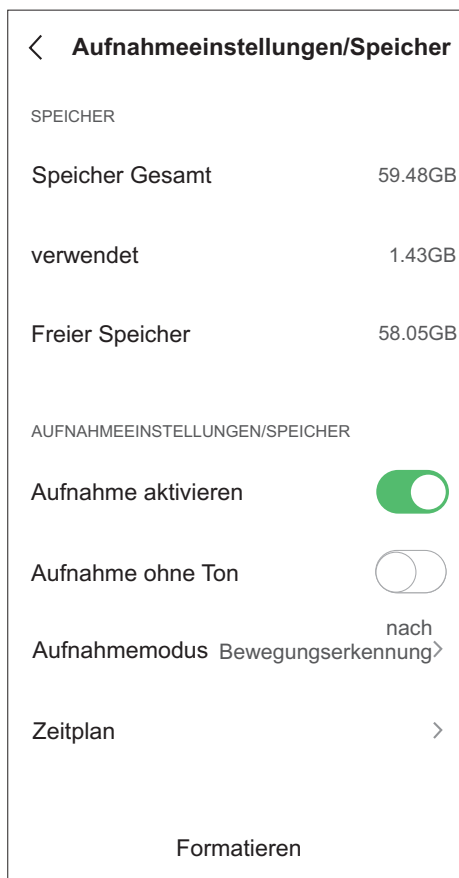 Aufnahmeeinstellungen/Speicher
SPEICHER
Speicher Gesamt 59.48GB
verwendet 1.43GB
Freier Speicher 58.05GB
AUFNAHMEEINSTELLUNGEN/SPEICHER
Aufnahme aktivieren
Aufnahme ohne Ton
Aufnahmemodus nach
Bewegungserkennung
Zeitplan
Formatieren